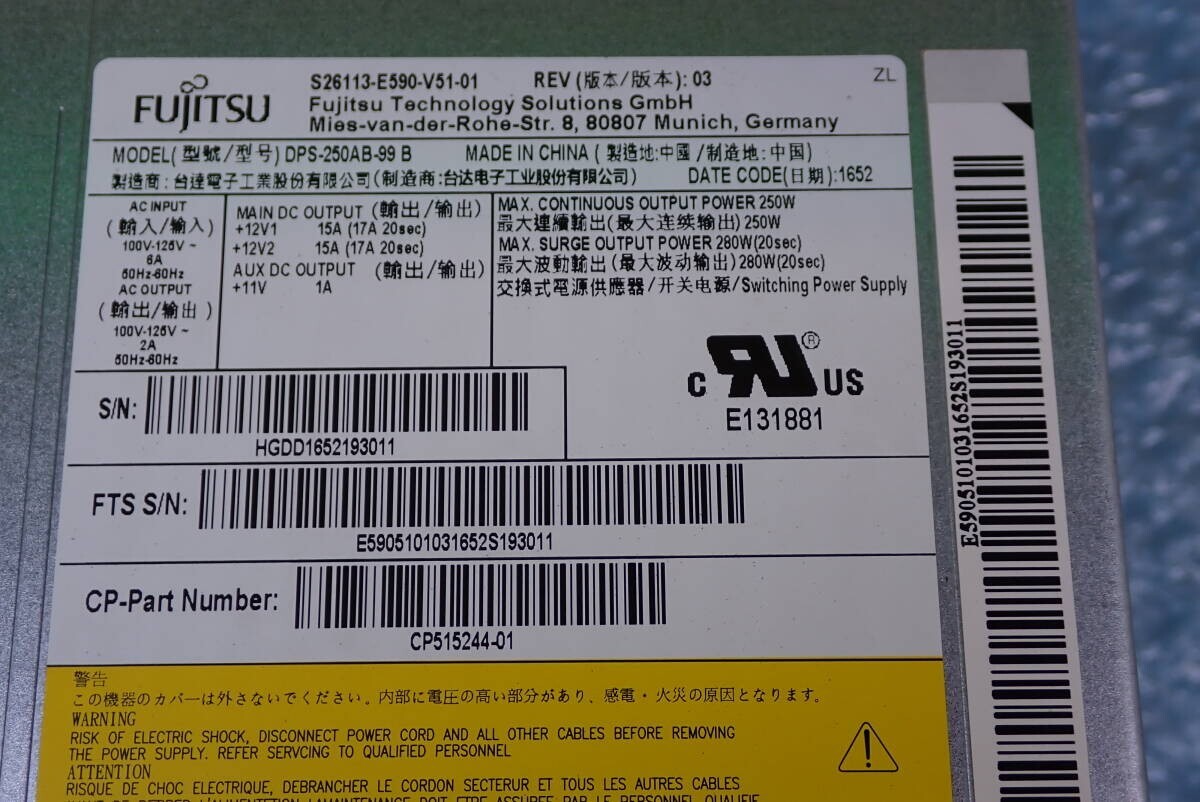 FUJITSU
S26113-E590-V51-01 REV (版本/版本): 03
ZL
Fujitsu Technology Solutions GmbH
Mies-van-der-Rohe-Str. 8, 80807 Munich, Germany
MODEL(型號/型号) DPS-250AB-99 B MADE IN CHINA (製造地:中國/制造地:中国)
製造商:台達電子工業股份有限公司(制造商:台达电子工业股份有限公司) DATE CODE(日期):1652
AC INPUT
(輸入/输入)
100V-125V ~
6A
50Hz-60Hz
AC OUTPUT
(輸出/输出)
100V-125V ~
2A
50Hz-60Hz
MAIN DC OUTPUT (輸出/输出)
+12V1 15A (17A 20sec)
+12V2 15A (17A 20sec)
AUX DC OUTPUT (輸出/输出)
+11V 1A
MAX. CONTINUOUS OUTPUT POWER 250W
最大連續輸出(最大连续输出) 250W
MAX. SURGE OUTPUT POWER 280W(20sec)
最大波動輸出(最大波动输出) 280W(20sec)
交換式電源供應器/开关电源/Switching Power Supply
C RU ® US
E131881
S/N:
HGDD1652193011
FTS S/N:
E5905101031652S193011
CP-Part Number:
CP515244-01
E5905101031652S193011
警告
この機器のカバーは外さないでください。内部に電圧の高い部分があり、感電・火災の原因となります。
WARNING
RISK OF ELECTRIC SHOCK, DISCONNECT POWER CORD AND ALL OTHER CABLES BEFORE REMOVING
THE POWER SUPPLY. REFER SERVCING TO QUALIFIED PERSONNEL
ATTENTION
RISQUE DE CHOC ELECTRIQUE, DEBRANCHER LE CORDON SECTERUR ET TOUS LES AUTRES CABLES